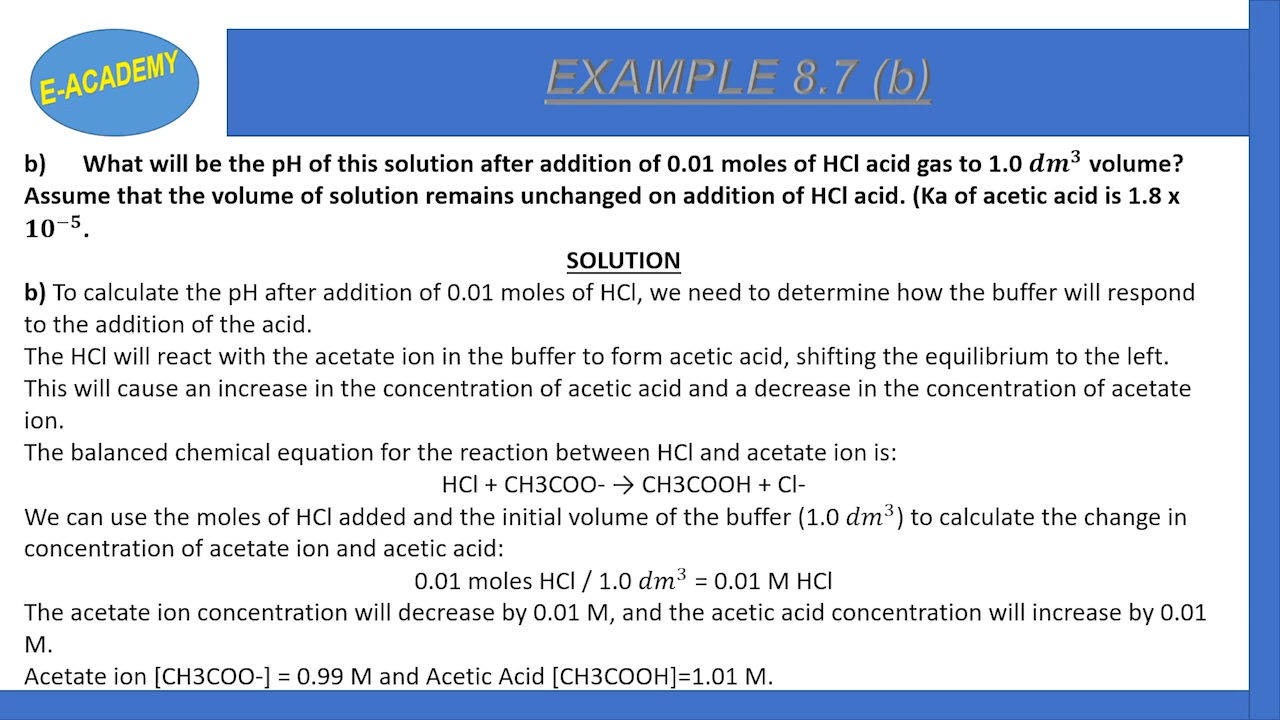 E-ACADEMY
EXAMPLE 8.7 (b)
b) What will be the pH of this solution after addition of 0.01 moles of HCl acid gas to 1.0 𝒅𝒎³ volume?
Assume that the volume of solution remains unchanged on addition of HCl acid. (Ka of acetic acid is 1.8 x
𝟏𝟎⁻⁵.
SOLUTION
b) To calculate the pH after addition of 0.01 moles of HCl, we need to determine how the buffer will respond
to the addition of the acid.
The HCl will react with the acetate ion in the buffer to form acetic acid, shifting the equilibrium to the left.
This will cause an increase in the concentration of acetic acid and a decrease in the concentration of acetate
ion.
The balanced chemical equation for the reaction between HCl and acetate ion is:
HCl + CH3COO- → CH3COOH + Cl-
We can use the moles of HCl added and the initial volume of the buffer (1.0 𝑑𝑚³) to calculate the change in
concentration of acetate ion and acetic acid:
0.01 moles HCl / 1.0 𝑑𝑚³ = 0.01 M HCl
The acetate ion concentration will decrease by 0.01 M, and the acetic acid concentration will increase by 0.01
M.
Acetate ion [CH3COO-] = 0.99 M and Acetic Acid [CH3COOH]=1.01 M.